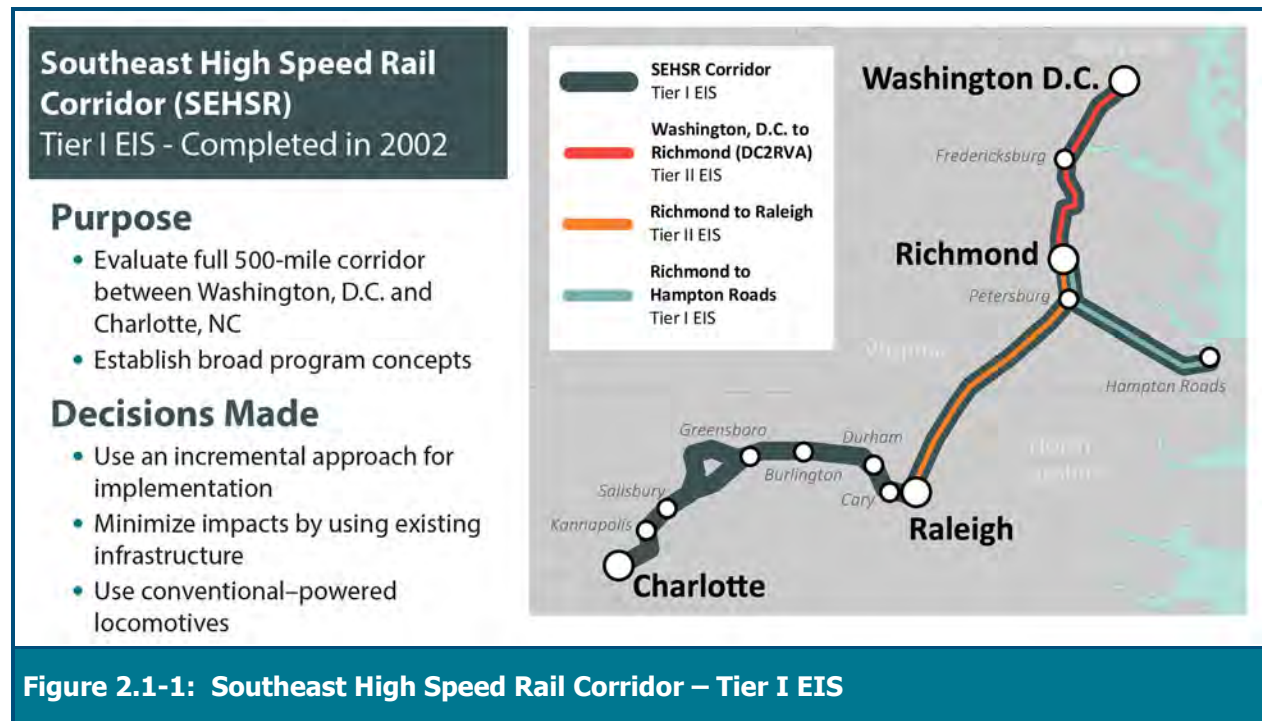 Southeast High Speed Rail
Corridor (SEHSR)
Tier I EIS - Completed in 2002
Purpose
• Evaluate full 500-mile corridor
between Washington, D.C. and
Charlotte, NC
• Establish broad program concepts
Decisions Made
• Use an incremental approach for
implementation
• Minimize impacts by using existing
infrastructure
• Use conventional–powered
locomotives
SEHSR Corridor
Tier I EIS
Washington, D.C. to
Richmond (DC2RVA)
Tier II EIS
Richmond to Raleigh
Tier II EIS
Richmond to
Hampton Roads
Tier I EIS
Washington D.C.
Fredericksburg
Richmond
Petersburg
Virginia
Hampton Roads
North
Carolina
Greensboro
Durham
Burlington
Salisbury
Cary
Kannapolis
Raleigh
Charlotte
Figure 2.1-1: Southeast High Speed Rail Corridor – Tier I EIS